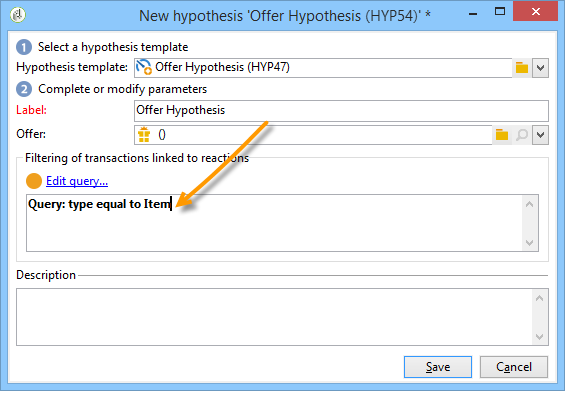 New hypothesis 'Offer Hypothesis (HYP54)' *
1 Select a hypothesis template
Hypothesis template: Offer Hypothesis (HYP47)
2 Complete or modify parameters
Label: Offer Hypothesis
Offer: ()
Filtering of transactions linked to reactions
Edit query...
Query: type equal to Item
Description
Save Cancel